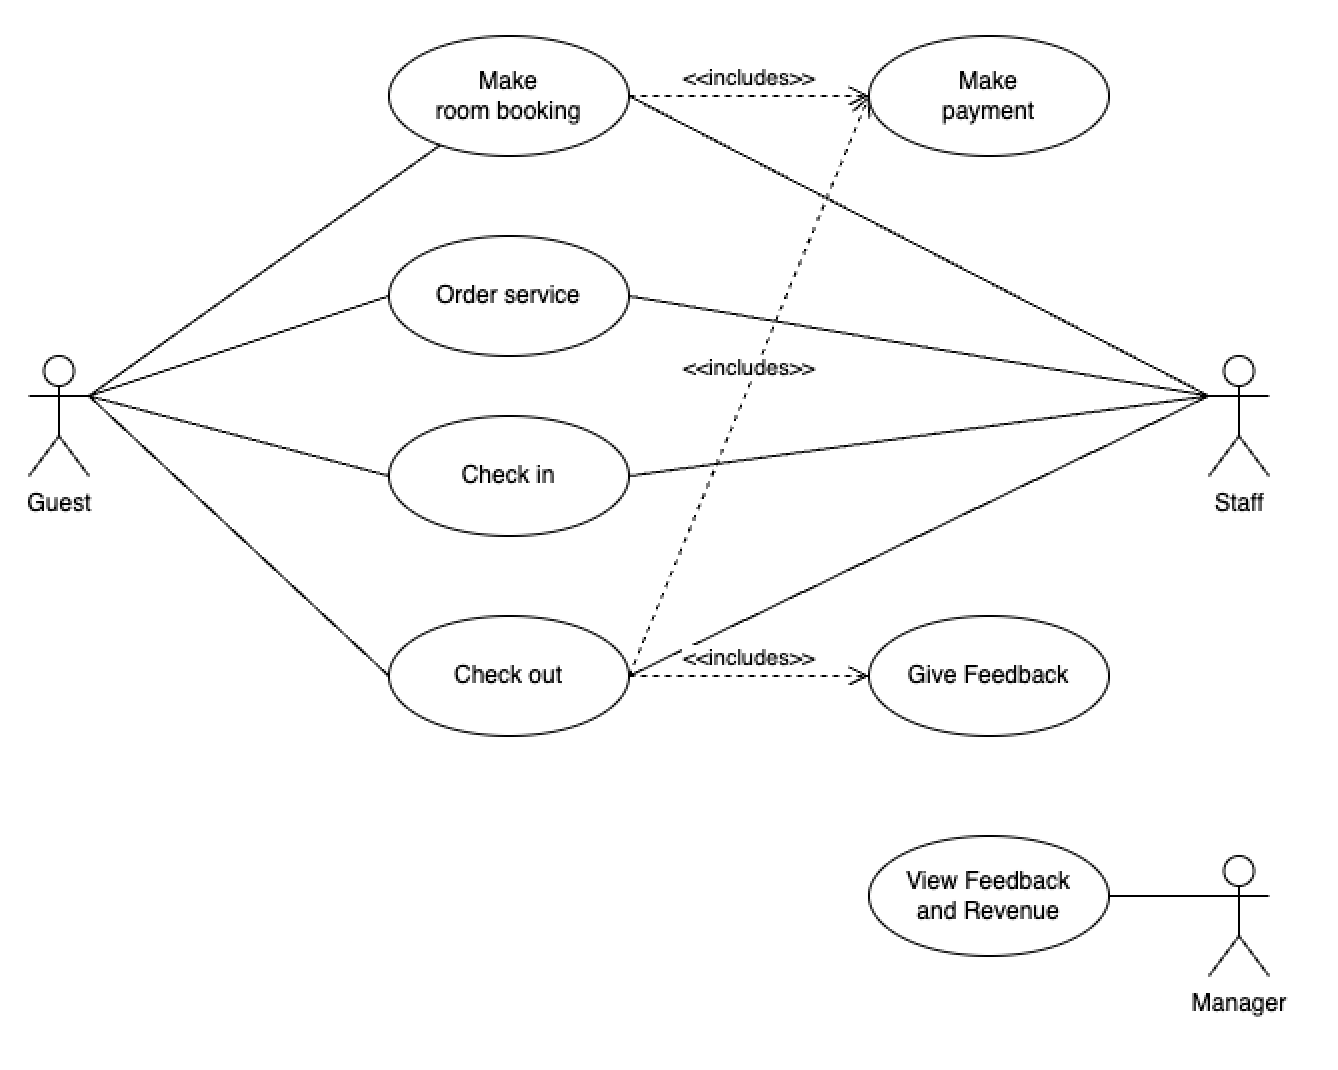 Make
room booking
<<includes>>
Make
payment
Order service
<<includes>>
Check in
Guest
Staff
Check out
<<includes>>
Give Feedback
View Feedback
and Revenue
Manager